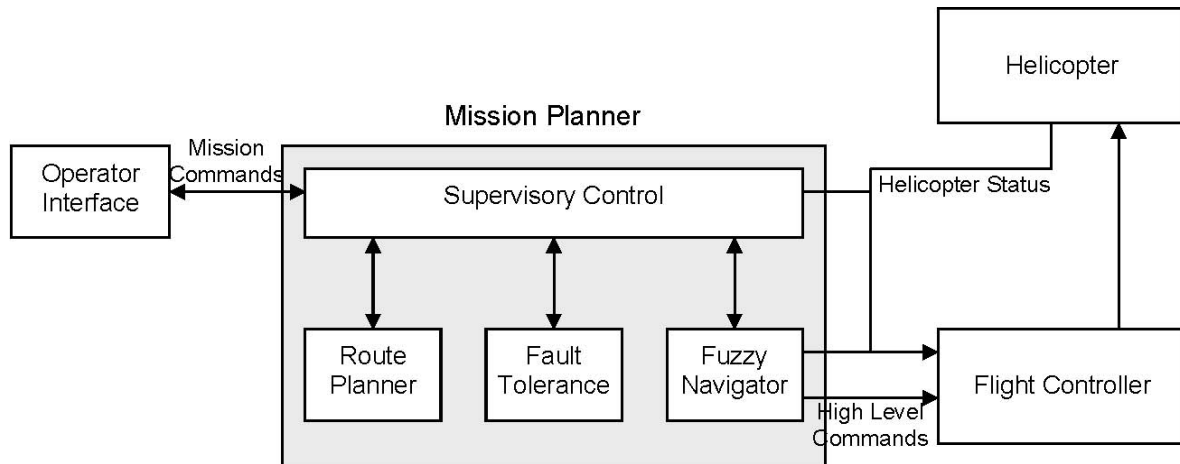 Helicopter
Mission Planner
Mission
Commands
Operator
Interface
Supervisory Control
Helicopter Status
Route
Planner
Fault
Tolerance
Fuzzy
Navigator
Flight Controller
High Level
Commands